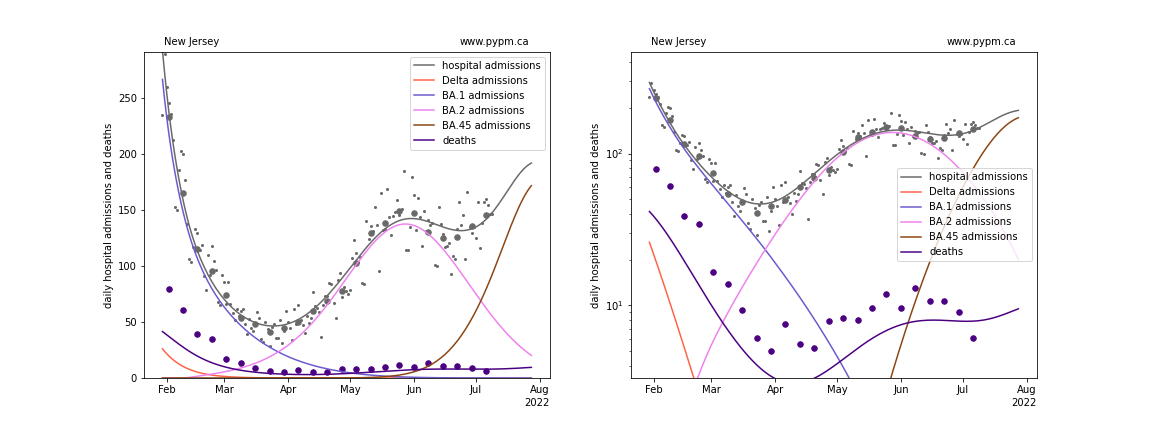 New Jersey www.pypm.ca
daily hospital admissions and deaths
250
200
150
100
50
0
hospital admissions
Delta admissions
BA.1 admissions
BA.2 admissions
BA.45 admissions
deaths
Feb Mar Apr May Jun Jul Aug
2022
New Jersey www.pypm.ca
daily hospital admissions and deaths
10²
10¹
hospital admissions
Delta admissions
BA.1 admissions
BA.2 admissions
BA.45 admissions
deaths
Feb Mar Apr May Jun Jul Aug
2022